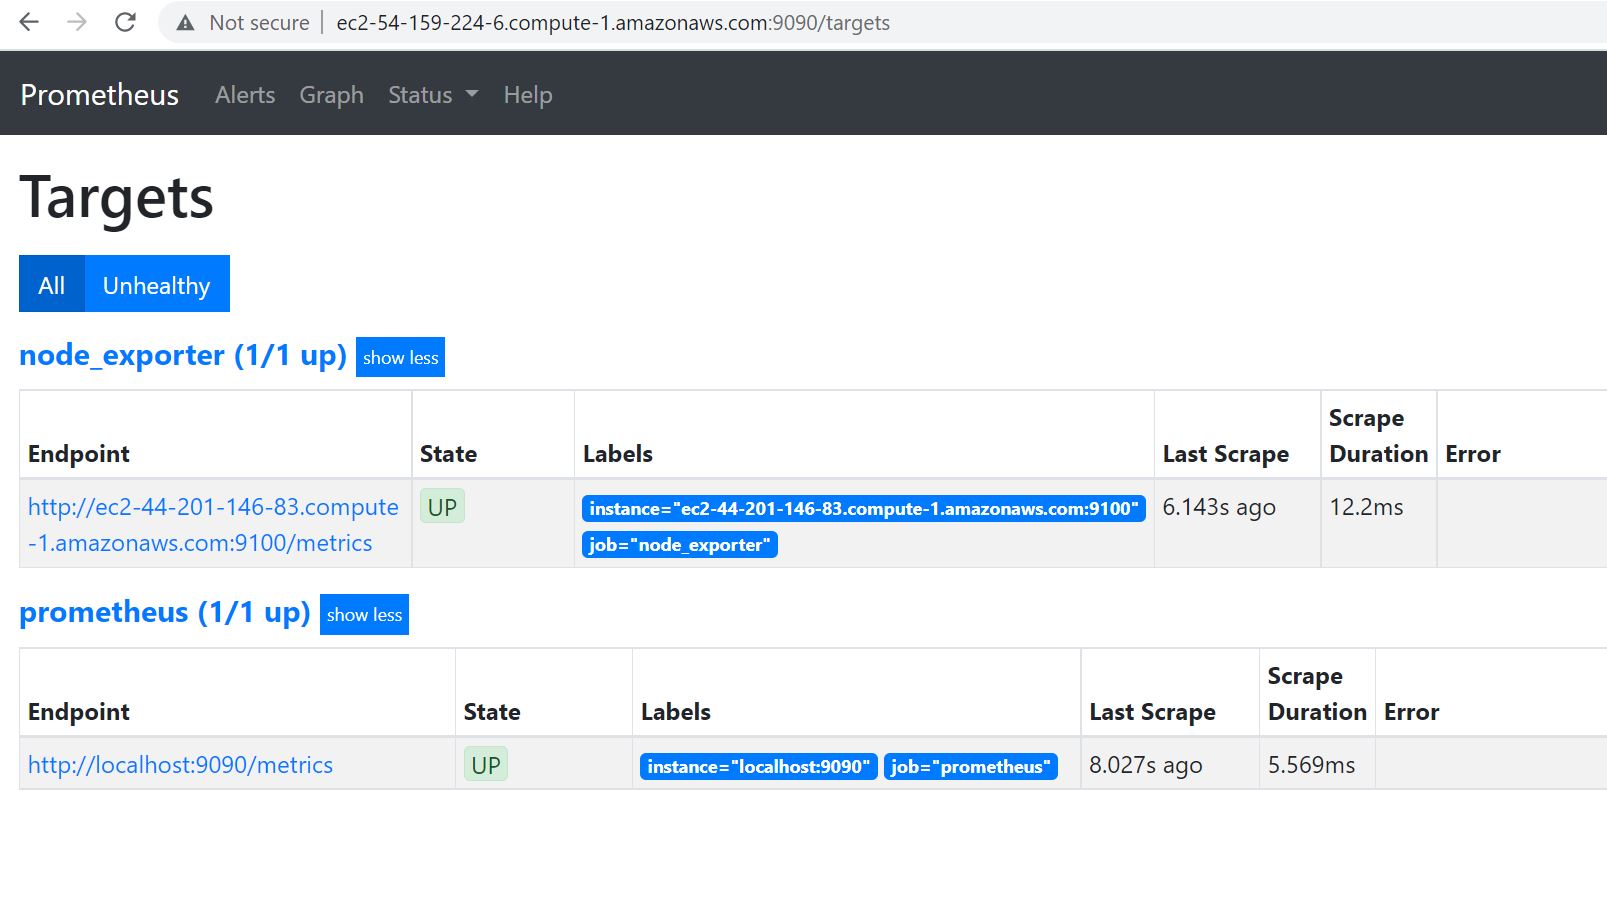 Not secure | ec2-54-159-224-6.compute-1.amazonaws.com:9090/targets
Prometheus Alerts Graph Status Help
Targets
All Unhealthy
node_exporter (1/1 up) show less
Endpoint State Labels Last Scrape Scrape Duration Error
http://ec2-44-201-146-83.compute
-1.amazonaws.com:9100/metrics
UP
instance="ec2-44-201-146-83.compute-1.amazonaws.com:9100"
job="node_exporter"
6.143s ago
12.2ms
prometheus (1/1 up) show less
Endpoint State Labels Last Scrape Scrape Duration Error
http://localhost:9090/metrics UP instance="localhost:9090" job="prometheus" 8.027s ago 5.569ms